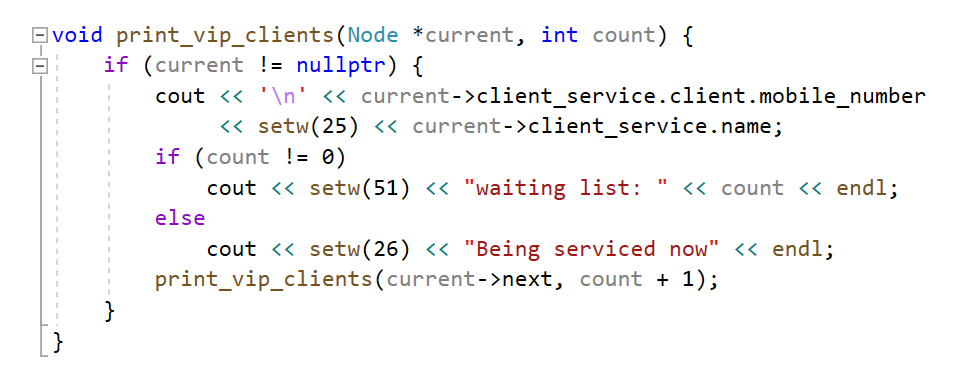 void print_vip_clients(Node *current, int count) {
    if (current != nullptr) {
        cout << '\n' << current->client_service.client.mobile_number
             << setw(25) << current->client_service.name;
        if (count != 0)
            cout << setw(51) << "waiting list: " << count << endl;
        else
            cout << setw(26) << "Being serviced now" << endl;
        print_vip_clients(current->next, count + 1);
    }
}